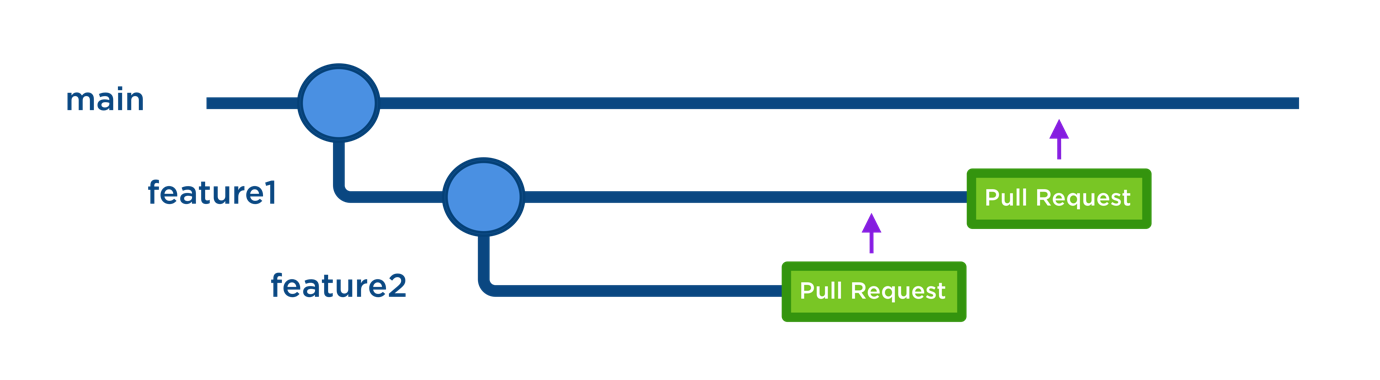 main
feature1
Pull Request
feature2
Pull Request